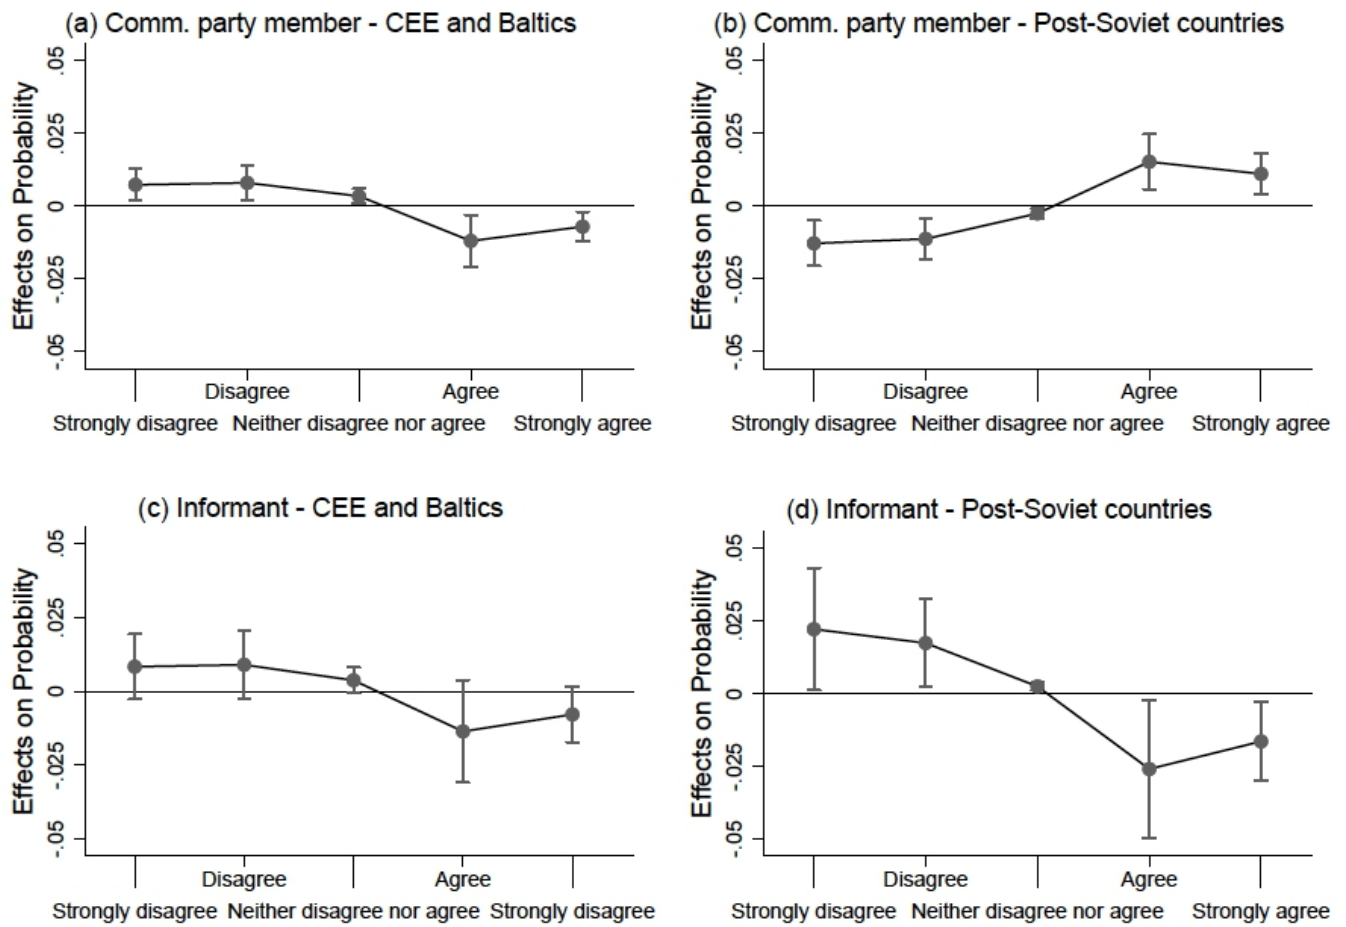 (a) Comm. party member - CEE and Baltics
Effects on Probability
.05
.025
0
-.025
-.05
Disagree
Agree
Strongly disagree
Neither disagree nor agree
Strongly agree
(b) Comm. party member - Post-Soviet countries
Effects on Probability
.05
.025
0
-.025
-.05
Disagree
Agree
Strongly disagree
Neither disagree nor agree
Strongly agree
(c) Informant - CEE and Baltics
Effects on Probability
.05
.025
0
-.025
-.05
Disagree
Agree
Strongly disagree
Neither disagree nor agree
Strongly disagree
(d) Informant - Post-Soviet countries
Effects on Probability
.05
.025
0
-.025
-.05
Disagree
Agree
Strongly disagree
Neither disagree nor agree
Strongly agree